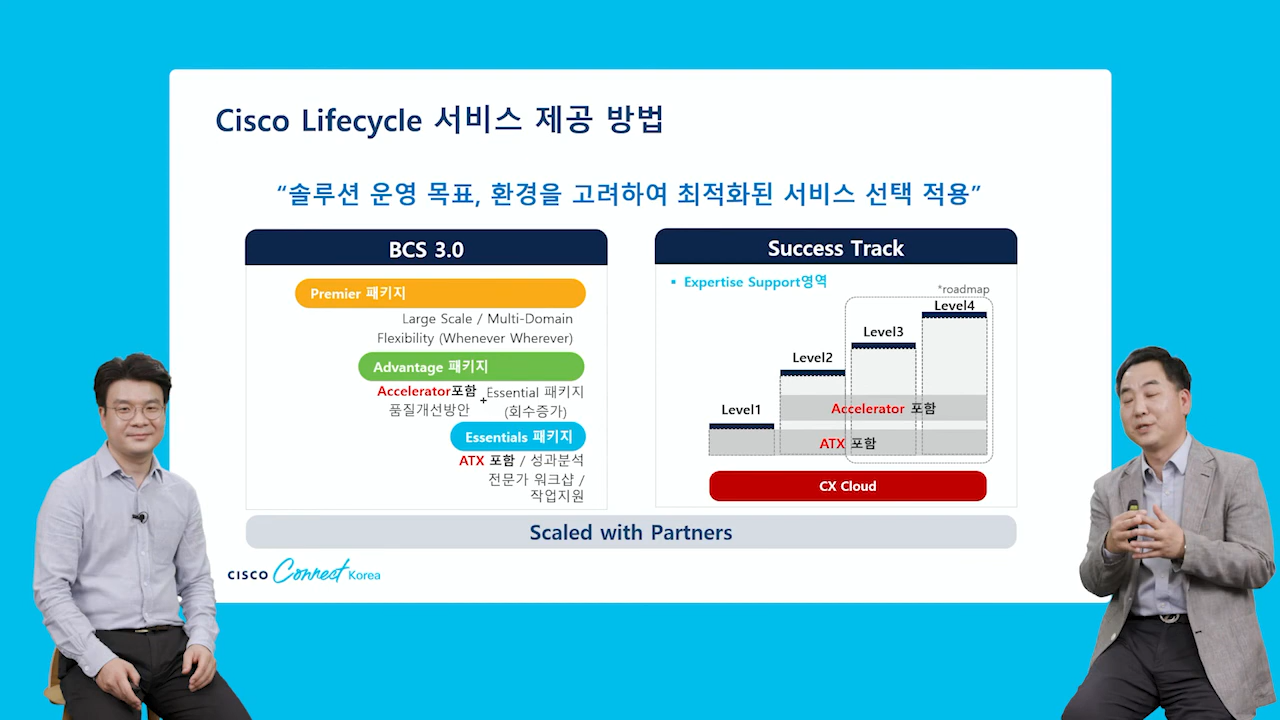 Cisco Lifecycle 서비스 제공 방법
“솔루션 운영 목표, 환경을 고려하여 최적화된 서비스 선택 적용”
BCS 3.0
Premier 패키지
Large Scale / Multi-Domain
Flexibility (Whenever Wherever)
Advantage 패키지
Accelerator포함 + Essential 패키지
품질개선방안 (회수증가)
Essentials 패키지
ATX 포함 / 성과분석
전문가 워크샵 /
작업지원
Success Track
▪ Expertise Support영역
*roadmap
Level4
Level3
Level2
Level1
Accelerator 포함
ATX 포함
CX Cloud
Scaled with Partners
CISCO Connect Korea